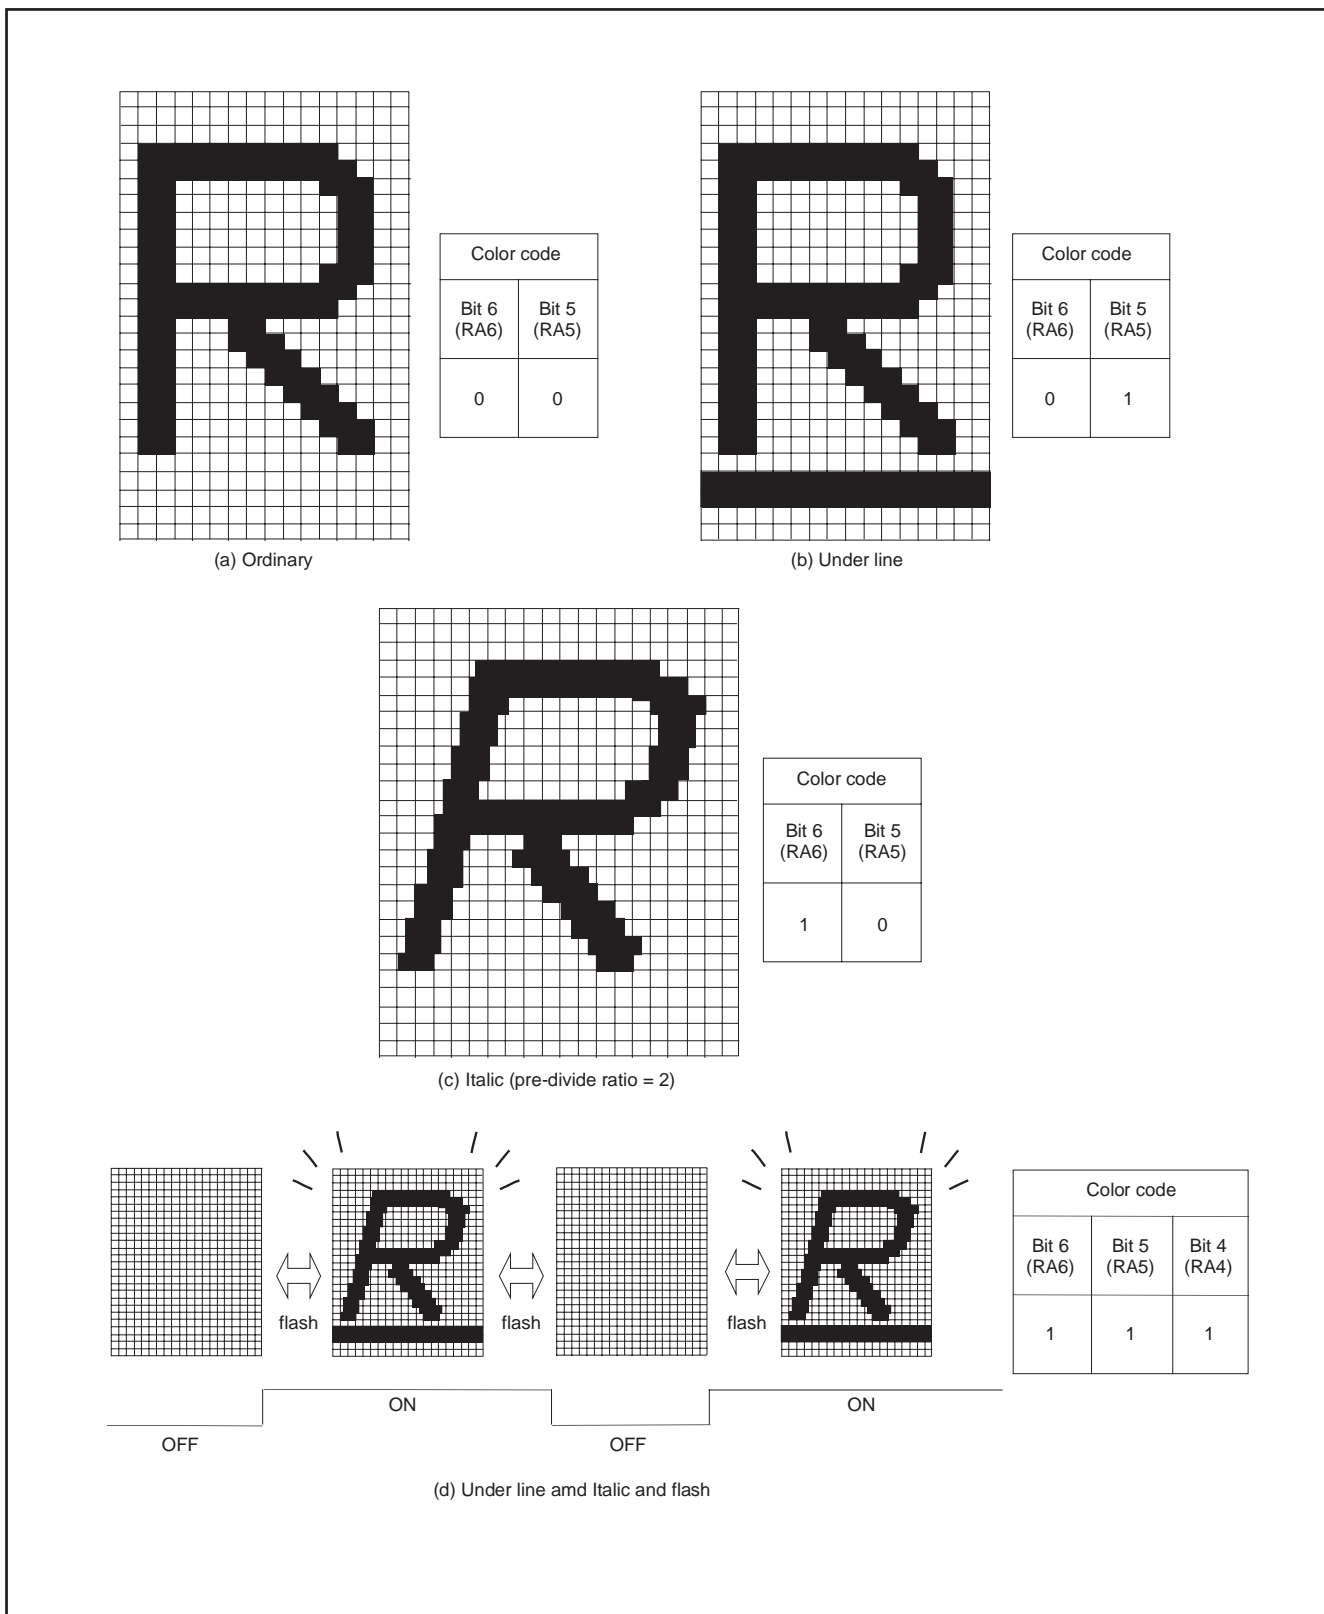 Color code
Bit 6 Bit 5
(RA6) (RA5)
0 0
(a) Ordinary
Color code
Bit 6 Bit 5
(RA6) (RA5)
0 1
(b) Under line
Color code
Bit 6 Bit 5
(RA6) (RA5)
1 0
(c) Italic (pre-divide ratio = 2)
flash flash flash
Color code
Bit 6 Bit 5 Bit 4
(RA6) (RA5) (RA4)
1 1 1
ON ON
OFF OFF
(d) Under line amd Italic and flash